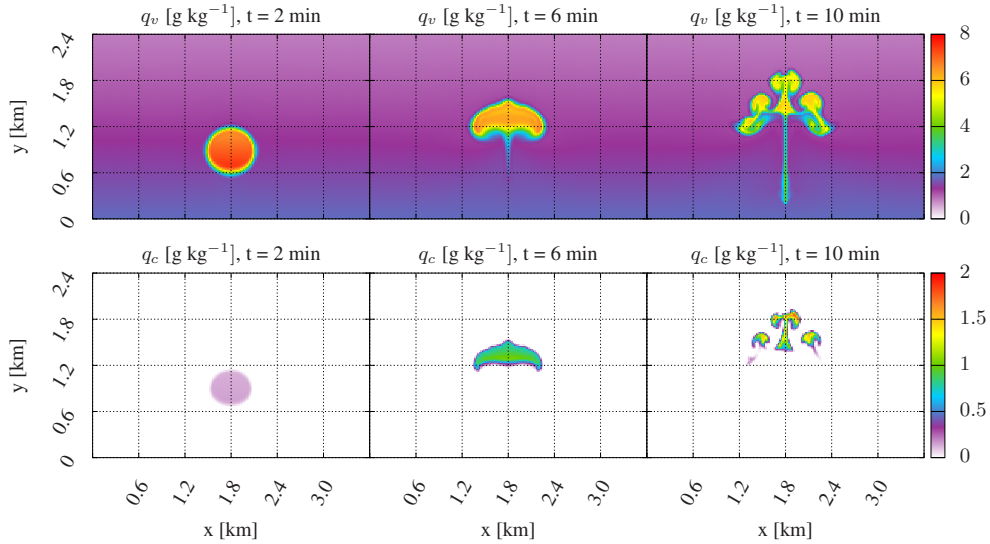 q_v [g kg⁻¹], t = 2 min
q_v [g kg⁻¹], t = 6 min
q_v [g kg⁻¹], t = 10 min
y [km]
2.4
1.8
1.2
0.6
0
8
6
4
2
0
q_c [g kg⁻¹], t = 2 min
q_c [g kg⁻¹], t = 6 min
q_c [g kg⁻¹], t = 10 min
y [km]
2.4
1.8
1.2
0.6
0
2
1.5
1
0.5
0
0.6 1.2 1.8 2.4 3.0
0.6 1.2 1.8 2.4 3.0
0.6 1.2 1.8 2.4 3.0
x [km]
x [km]
x [km]